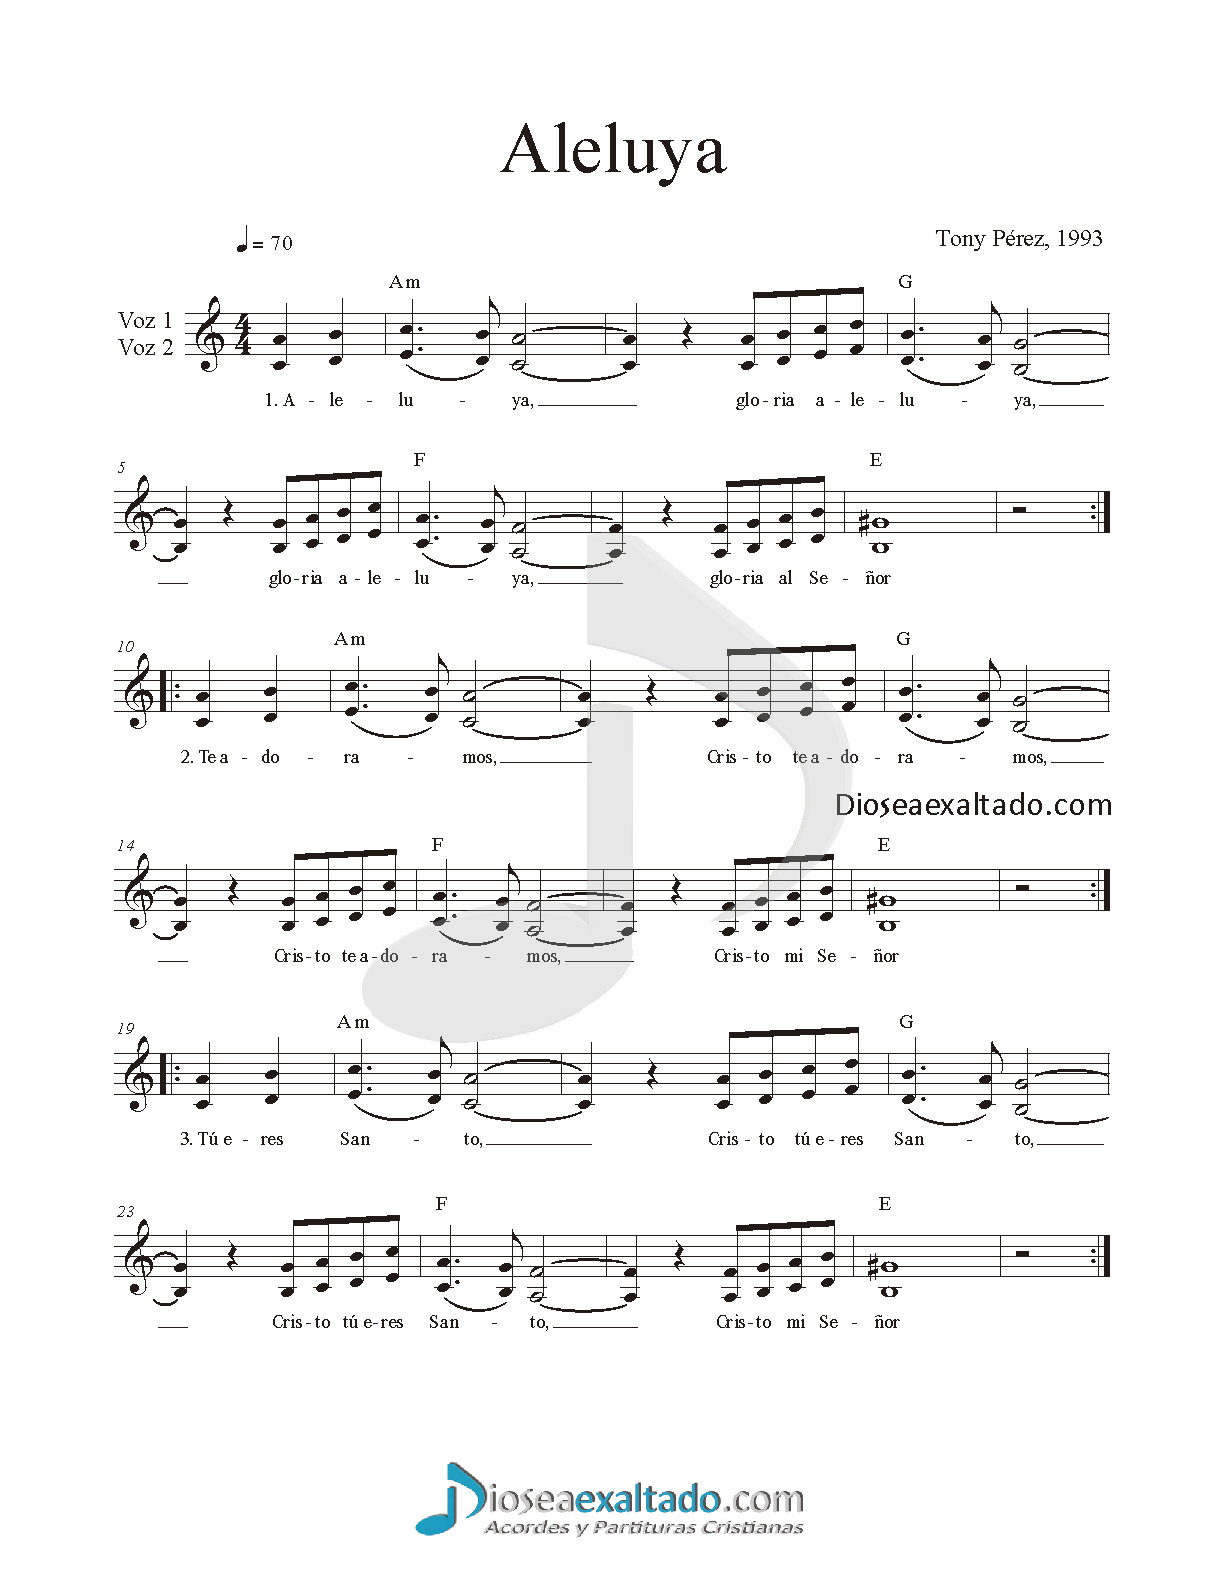 Aleluya
= 70
Tony Pérez, 1993
Am G
Voz 1
Voz 2
1. A - le - lu - ya, glo - ria a - le - lu - ya,
5
F E
glo - ria a - le - lu - ya, glo - ria al Se - ñor
10
Am G
2. Te a - do - ra - mos, Cris - to te a - do - ra - mos,
Dioseaexaltado.com
14
F E
Cris - to te a - do - ra - mos, Cris - to mi Se - ñor
19
Am G
3. Tú e - res San - to, Cris - to tú e - res San - to,
23
F E
Cris - to tú e - res San - to, Cris - to mi Se - ñor
Dioseaexaltado.com
Acordes y Partituras Cristianas